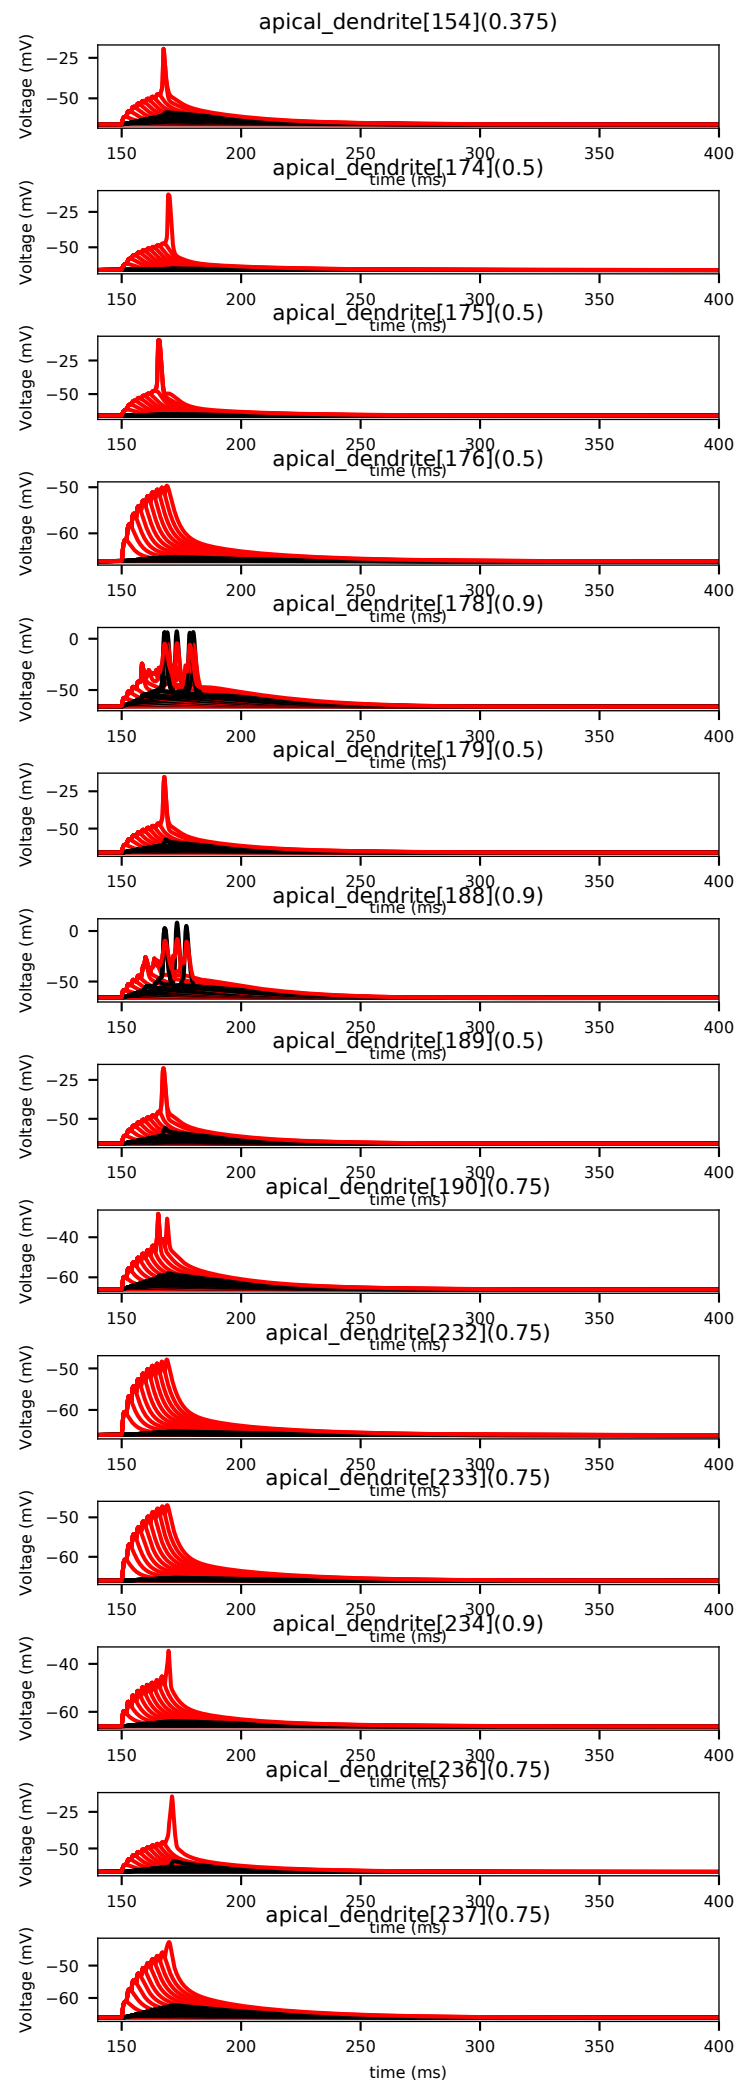 apical_dendrite[154](0.375)
Voltage (mV)
−25
−50
150 200 250 300 350 400
time (ms)
apical_dendrite[174](0.5)
Voltage (mV)
−25
−50
150 200 250 300 350 400
time (ms)
apical_dendrite[175](0.5)
Voltage (mV)
−25
−50
150 200 250 300 350 400
time (ms)
apical_dendrite[176](0.5)
Voltage (mV)
−50
−60
150 200 250 300 350 400
time (ms)
apical_dendrite[178](0.9)
Voltage (mV)
0
−50
150 200 250 300 350 400
time (ms)
apical_dendrite[179](0.5)
Voltage (mV)
−25
−50
150 200 250 300 350 400
time (ms)
apical_dendrite[188](0.9)
Voltage (mV)
0
−50
150 200 250 300 350 400
time (ms)
apical_dendrite[189](0.5)
Voltage (mV)
−25
−50
150 200 250 300 350 400
time (ms)
apical_dendrite[190](0.75)
Voltage (mV)
−40
−60
150 200 250 300 350 400
time (ms)
apical_dendrite[232](0.75)
Voltage (mV)
−50
−60
150 200 250 300 350 400
time (ms)
apical_dendrite[233](0.75)
Voltage (mV)
−50
−60
150 200 250 300 350 400
time (ms)
apical_dendrite[234](0.9)
Voltage (mV)
−40
−60
150 200 250 300 350 400
time (ms)
apical_dendrite[236](0.75)
Voltage (mV)
−25
−50
150 200 250 300 350 400
time (ms)
apical_dendrite[237](0.75)
Voltage (mV)
−50
−60
150 200 250 300 350 400
time (ms)